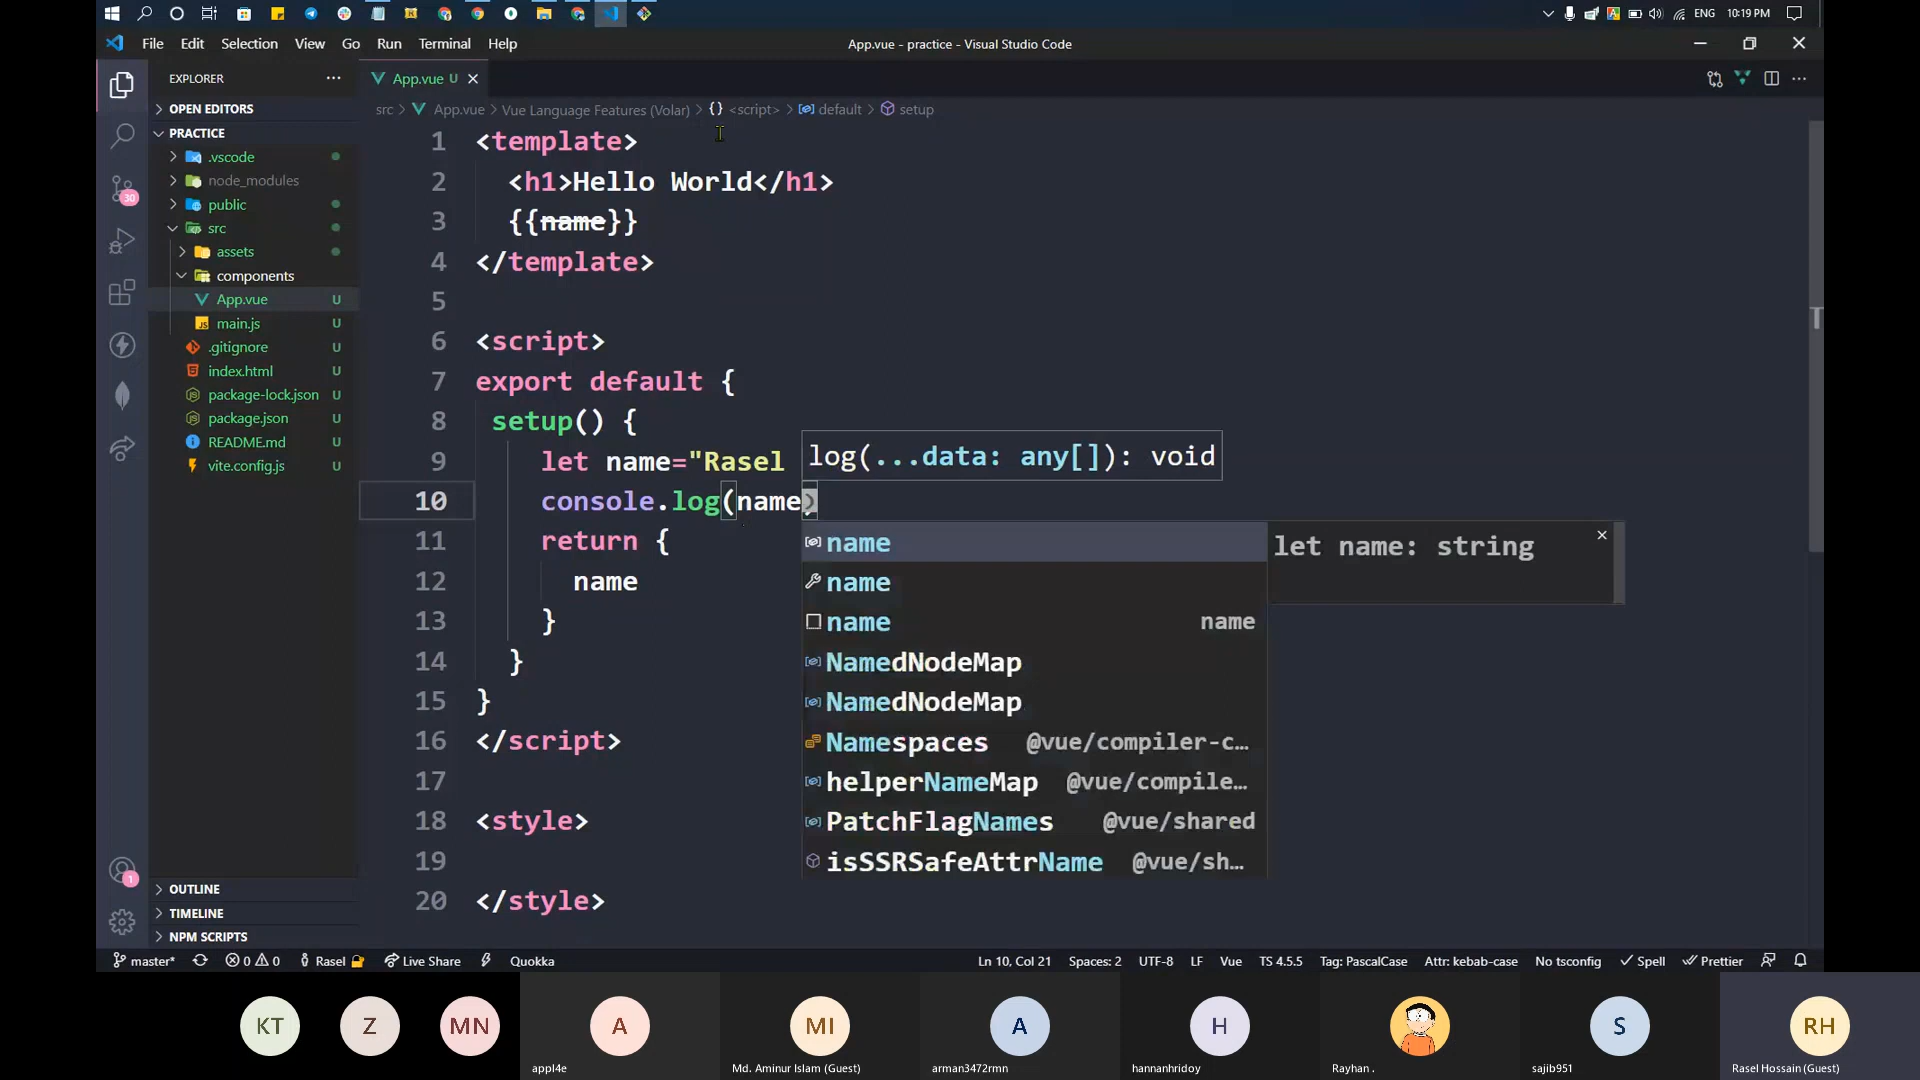 ENG 10:19 PM
File Edit Selection View Go Run Terminal Help
App.vue - practice - Visual Studio Code
EXPLORER ···
App.vue U
OPEN EDITORS
src > App.vue > Vue Language Features (Volar) > {} <script> > default > setup
PRACTICE
.vscode
node_modules
public
src
assets
components
App.vue U
main.js U
.gitignore U
index.html U
package-lock.json U
package.json U
README.md U
vite.config.js U
OUTLINE
TIMELINE
NPM SCRIPTS
30
1
1 <template>
2 <h1>Hello World</h1>
3 {{name}}
4 </template>
5
6 <script>
7 export default {
8 setup() {
9 let name="Rasel
10 console.log(name)
11 return {
12 name
13 }
14 }
15 }
16 </script>
17
18 <style>
19
20 </style>
log(...data: any[]): void
name
name
name name
NamedNodeMap
NamedNodeMap
Namespaces @vue/compiler-c…
helperNameMap @vue/compile…
PatchFlagNames @vue/shared
isSSRSafeAttrName @vue/sh…
let name: string
master* 0 0 Rasel Live Share Quokka
Ln 10, Col 21 Spaces: 2 UTF-8 LF Vue TS 4.5.5 Tag: PascalCase Attr: kebab-case No tsconfig Spell Prettier
KT Z MN A MI A H S RH
appl4e Md. Aminur Islam (Guest) arman3472rmn hannanhridoy Rayhan . sajib951 Rasel Hossain (Guest)